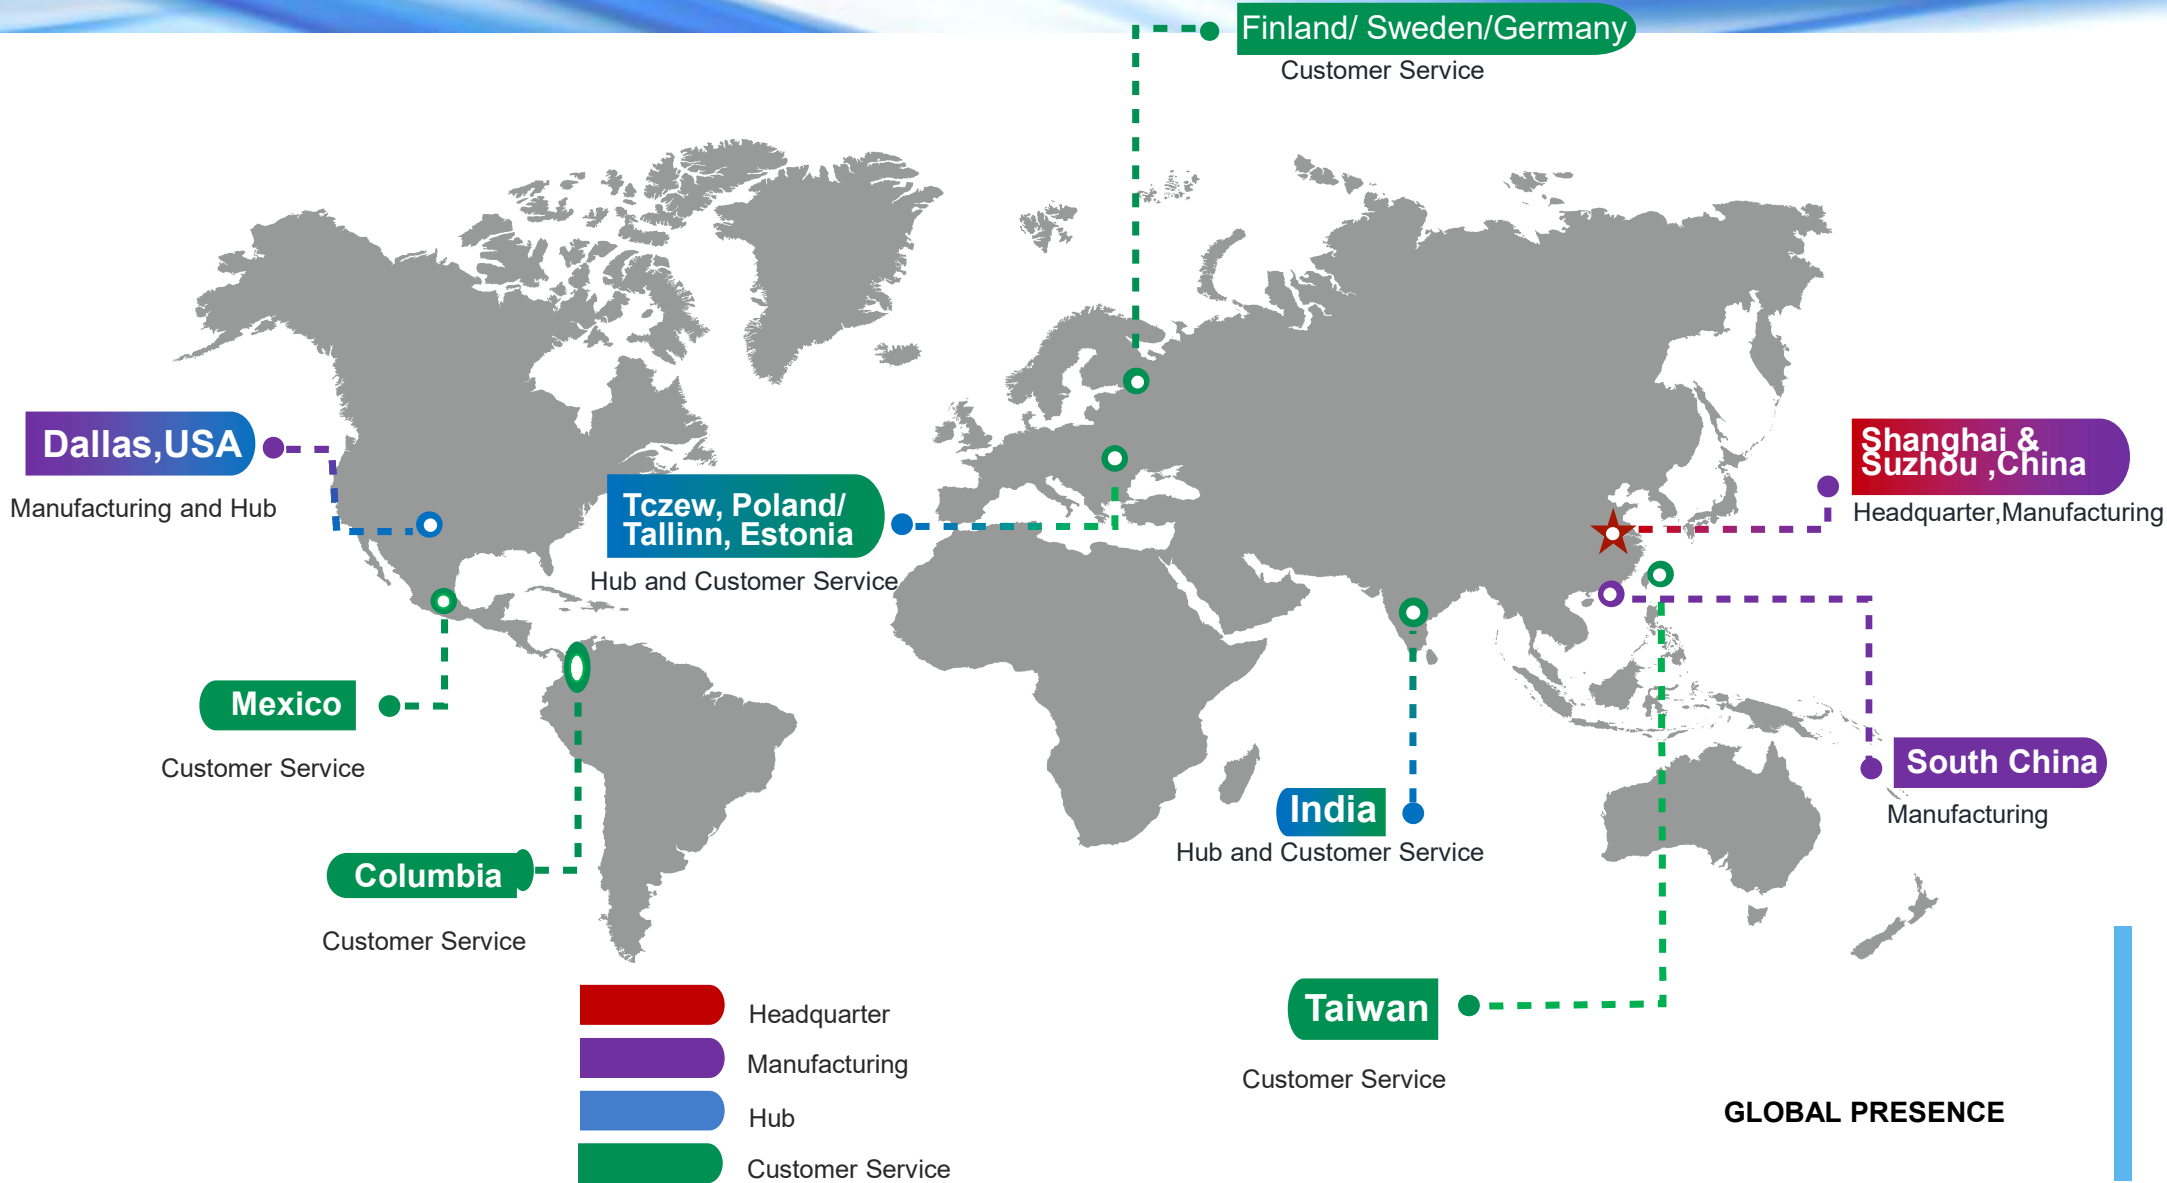 Finland/ Sweden/Germany
Customer Service
Dallas,USA
Manufacturing and Hub
Tczew, Poland/
Tallinn, Estonia
Hub and Customer Service
Shanghai &
Suzhou ,China
Headquarter,Manufacturing
Mexico
Customer Service
South China
Manufacturing
India
Hub and Customer Service
Columbia
Customer Service
Taiwan
Customer Service
Headquarter
Manufacturing
Hub
Customer Service
GLOBAL PRESENCE